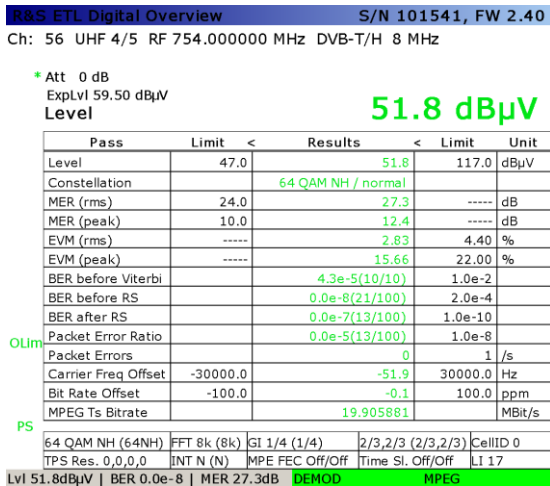 R&S ETL Digital Overview S/N 101541, FW 2.40
Ch: 56 UHF 4/5 RF 754.000000 MHz DVB-T/H 8 MHz
* Att 0 dB
ExpLvl 59.50 dBµV
Level 51.8 dBµV
Pass Limit < Results < Limit Unit
Level 47.0 51.8 117.0 dBµV
Constellation 64 QAM NH / normal
MER (rms) 24.0 27.3 ----- dB
MER (peak) 10.0 12.4 ----- dB
EVM (rms) ----- 2.83 4.40 %
EVM (peak) ----- 15.66 22.00 %
BER before Viterbi 4.3e-5(10/10) 1.0e-2
BER before RS 0.0e-8(21/100) 2.0e-4
BER after RS 0.0e-7(13/100) 1.0e-10
Packet Error Ratio 0.0e-5(13/100) 1.0e-8
OLim
Packet Errors 0 1 /s
Carrier Freq Offset -30000.0 -51.9 30000.0 Hz
Bit Rate Offset -100.0 -0.1 100.0 ppm
MPEG Ts Bitrate 19.905881 MBit/s
PS
64 QAM NH (64NH) FFT 8k (8k) GI 1/4 (1/4) 2/3,2/3 (2/3,2/3) CellID 0
TPS Res. 0,0,0,0 INT N (N) MPE FEC Off/Off Time Sl. Off/Off LI 17
Lvl 51.8dBµV | BER 0.0e-8 | MER 27.3dB DEMOD MPEG